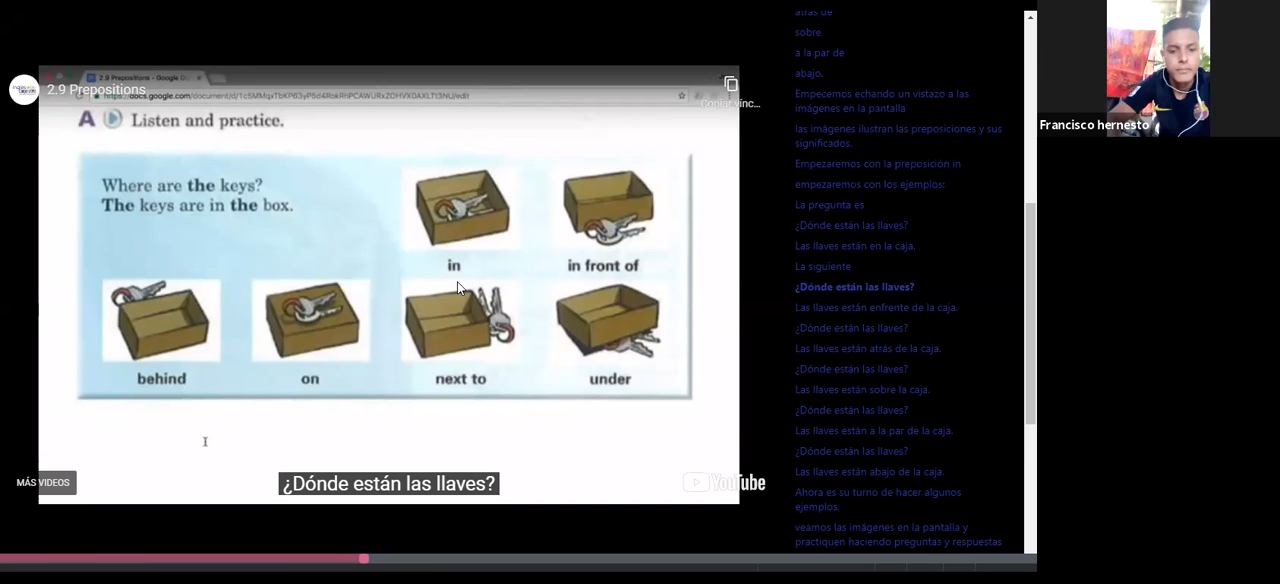 2.9 Prepositions - Google Do
2.9 Prepositions
Copiar vínc...
A Listen and practice.
Where are the keys?
The keys are in the box.
in
in front of
behind
on
next to
under
¿Dónde están las llaves?
MÁS VIDEOS
YouTube
atrás de
sobre
a la par de
abajo.
Empecemos echando un vistazo a las
imágenes en la pantalla
las imágenes ilustran las preposiciones y sus
significados.
Empezaremos con la preposición in
empezaremos con los ejemplos:
La pregunta es
¿Dónde están las llaves?
Las llaves están en la caja.
La siguiente
¿Dónde están las llaves?
Las llaves están enfrente de la caja.
¿Dónde están las llaves?
Las llaves están atrás de la caja.
¿Dónde están las llaves?
Las llaves están sobre la caja.
¿Dónde están las llaves?
Las llaves están a la par de la caja.
¿Dónde están las llaves?
Las llaves están abajo de la caja.
Ahora es su turno de hacer algunos
ejemplos.
veamos las imágenes en la pantalla y
practiquen haciendo preguntas y respuestas
Francisco hernesto